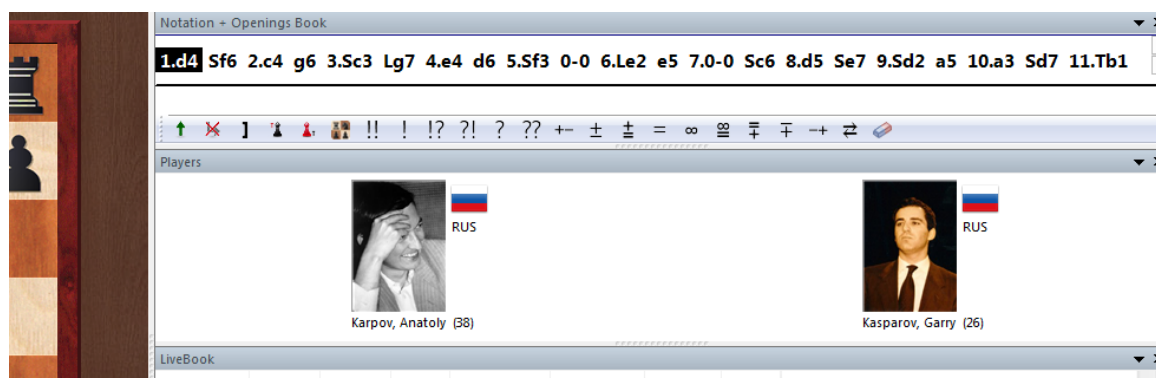 Notation + Openings Book
1.d4 Sf6 2.c4 g6 3.Sc3 Lg7 4.e4 d6 5.Sf3 0-0 6.Le2 e5 7.0-0 Sc6 8.d5 Se7 9.Sd2 a5 10.a3 Sd7 11.Tb1
] !! ! !? ?! ? ?? +− ± ⩲ = ∞ ⯹ ⩱ ∓ −+ ⇄
Players
RUS
RUS
Karpov, Anatoly (38)
Kasparov, Garry (26)
LiveBook